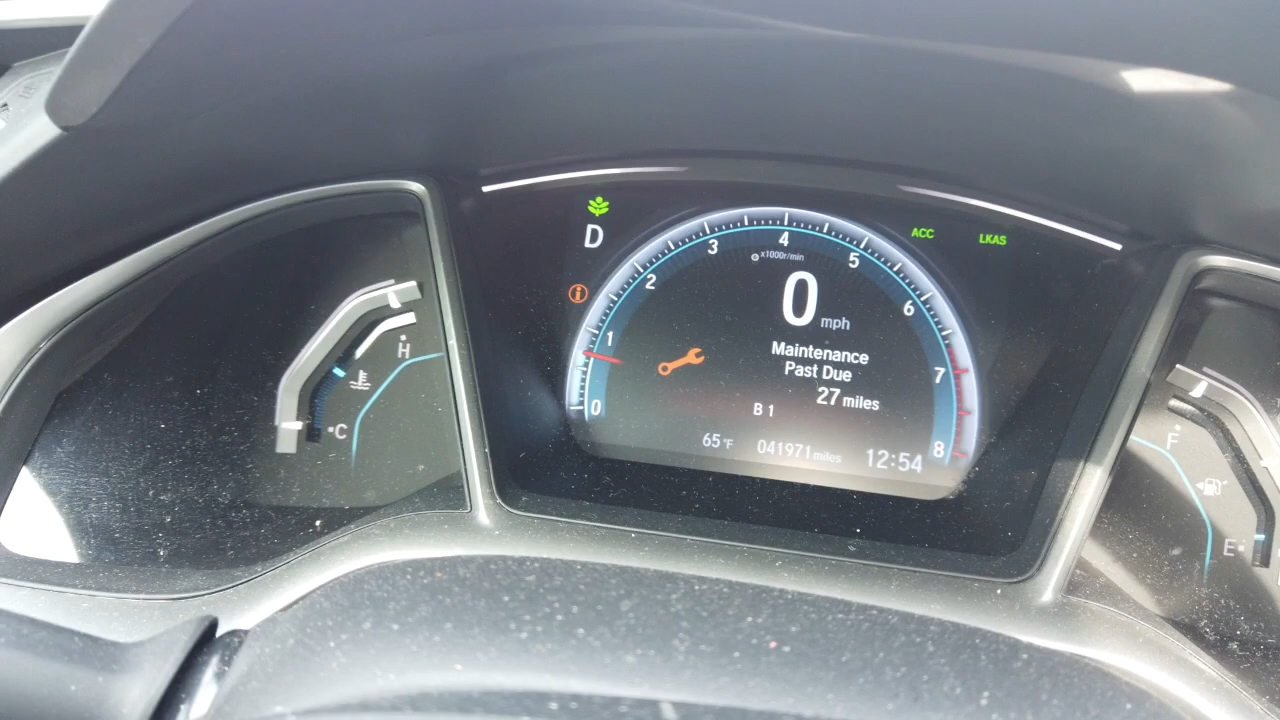 D
ACC
LKAS
0
1
2
3
4
5
6
7
8
x1000r/min
0 mph
Maintenance
Past Due
27 miles
B 1
65°F
041971 miles
12:54
H
C
F
E